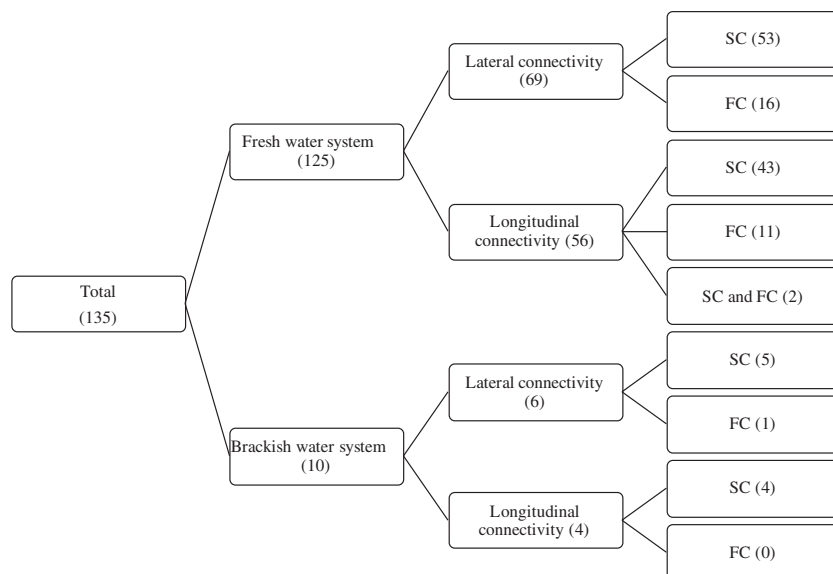 Total
(135)
Fresh water system
(125)
Brackish water system
(10)
Lateral connectivity
(69)
Longitudinal
connectivity (56)
Lateral connectivity
(6)
Longitudinal
connectivity (4)
SC (53)
FC (16)
SC (43)
FC (11)
SC and FC (2)
SC (5)
FC (1)
SC (4)
FC (0)